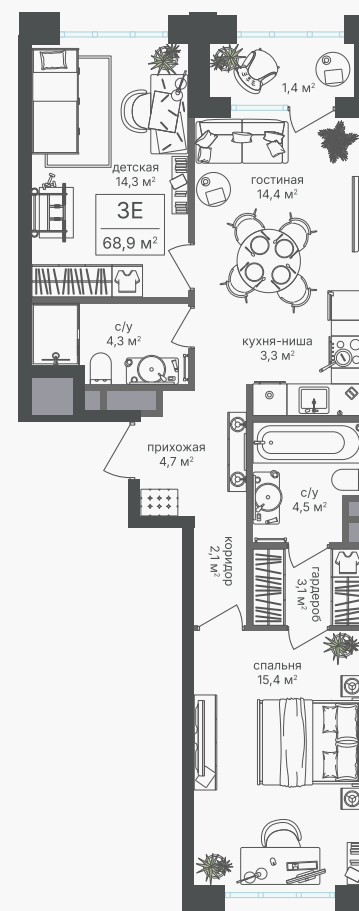 1,4 м²
детская
14,3 м²
гостиная
14,4 м²
3Е
68,9 м²
с/у
4,3 м²
кухня-ниша
3,3 м²
прихожая
4,7 м²
с/у
4,5 м²
коридор
2,1 м²
гардероб
3,1 м²
спальня
15,4 м²